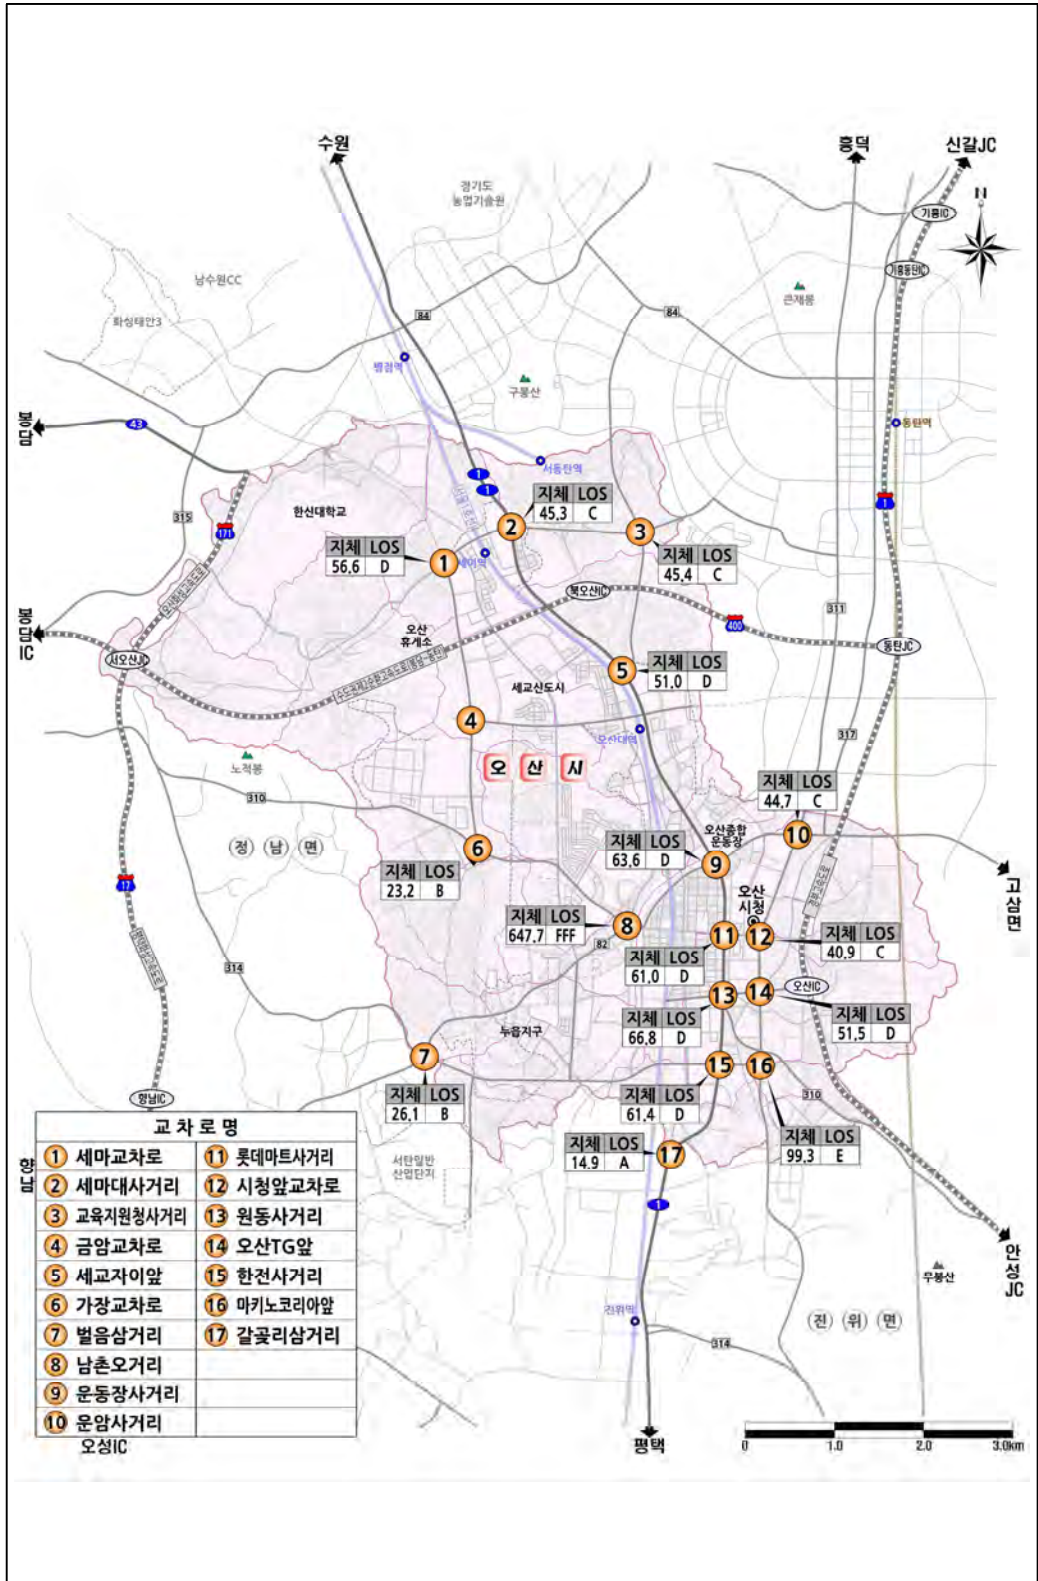 수원
흥덕
신갈JC
경기도
농업기술원
N
기흥IC
기흥동탄IC
남수원CC
화성태안3
84
84
큰재봉
병점역
구봉산
봉담
43
동탄역
서동탄역
1
1
1
한신대학교
315
171
지체 LOS
45.3 C
2
3
지체 LOS
56.6 D
1
지체 LOS
45.4 C
북오산IC
311
400
봉담
IC
서오산JC
오산
휴게소
동탄JC
5
지체 LOS
51.0 D
세교신도시
4
오산대역
317
노적봉
오 산 시
310
지체 LOS
44.7 C
정 남 면
오산종합
운동장
10
6
지체 LOS
63.6 D
9
17
지체 LOS
23.2 B
고삼면
오산
시청
지체 LOS
647.7 FFF
8
11
12
지체 LOS
40.9 C
82
지체 LOS
61.0 D
314
13
14
오산IC
지체 LOS
66.8 D
지체 LOS
51.5 D
누읍지구
7
15
16
지체 LOS
26.1 B
지체 LOS
61.4 D
310
향남IC
지체 LOS
99.3 E
지체 LOS
14.9 A
17
서탄일반
산업단지
향남
1
안성JC
무봉산
진위역
진 위 면
314
교 차 로 명
1 세마교차로 11 롯데마트사거리
2 세마대사거리 12 시청앞교차로
3 교육지원청사거리 13 원동사거리
4 금암교차로 14 오산TG앞
5 세교자이앞 15 한전사거리
6 가장교차로 16 마키노코리아앞
7 벌음삼거리 17 갈곶리삼거리
8 남촌오거리
9 운동장사거리
10 운암사거리
오성IC
평택
0 1.0 2.0 3.0km